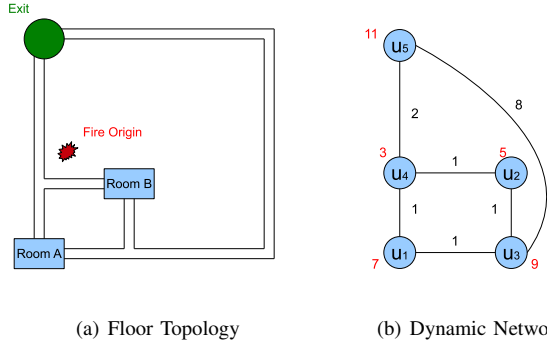 Exit
Fire Origin
Room B
Room A
(a) Floor Topology
11
u5
8
2
3
1
5
u4
u2
1
1
7
u1
1
u3
9
(b) Dynamic Netwo